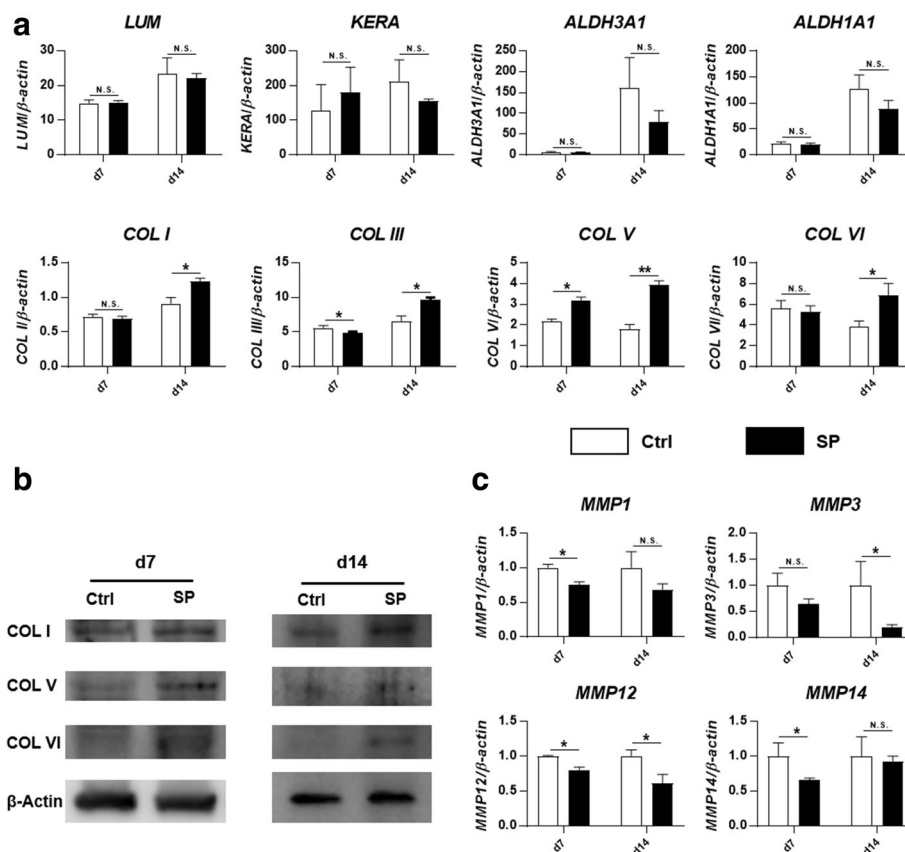 a
LUM
LUM/β-actin
30
20
10
0
N.S.
N.S.
d7
d14
KERA
KERA/β-actin
300
200
100
0
N.S.
N.S.
d7
d14
ALDH3A1
ALDH3A1/β-actin
250
200
150
100
50
0
N.S.
N.S.
d7
d14
ALDH1A1
ALDH1A1/β-actin
200
150
100
50
0
N.S.
N.S.
d7
d14
COL I
COL I/β-actin
1.5
1.0
0.5
0.0
N.S.
*
d7
d14
COL III
COL III/β-actin
15
10
5
0
*
*
d7
d14
COL V
COL V/β-actin
5
4
3
2
1
0
*
**
d7
d14
COL VI
COL VI/β-actin
10
8
6
4
2
0
N.S.
*
d7
d14
Ctrl
SP
b
d7
d14
Ctrl SP
Ctrl SP
COL I
COL V
COL VI
β-Actin
c
MMP1
MMP1/β-actin
1.5
1.0
0.5
0.0
*
N.S.
d7
d14
MMP3
MMP3/β-actin
2.0
1.5
1.0
0.5
0.0
N.S.
*
d7
d14
MMP12
MMP12/β-actin
1.5
1.0
0.5
0.0
*
*
d7
d14
MMP14
MMP14/β-actin
1.5
1.0
0.5
0.0
*
N.S.
d7
d14